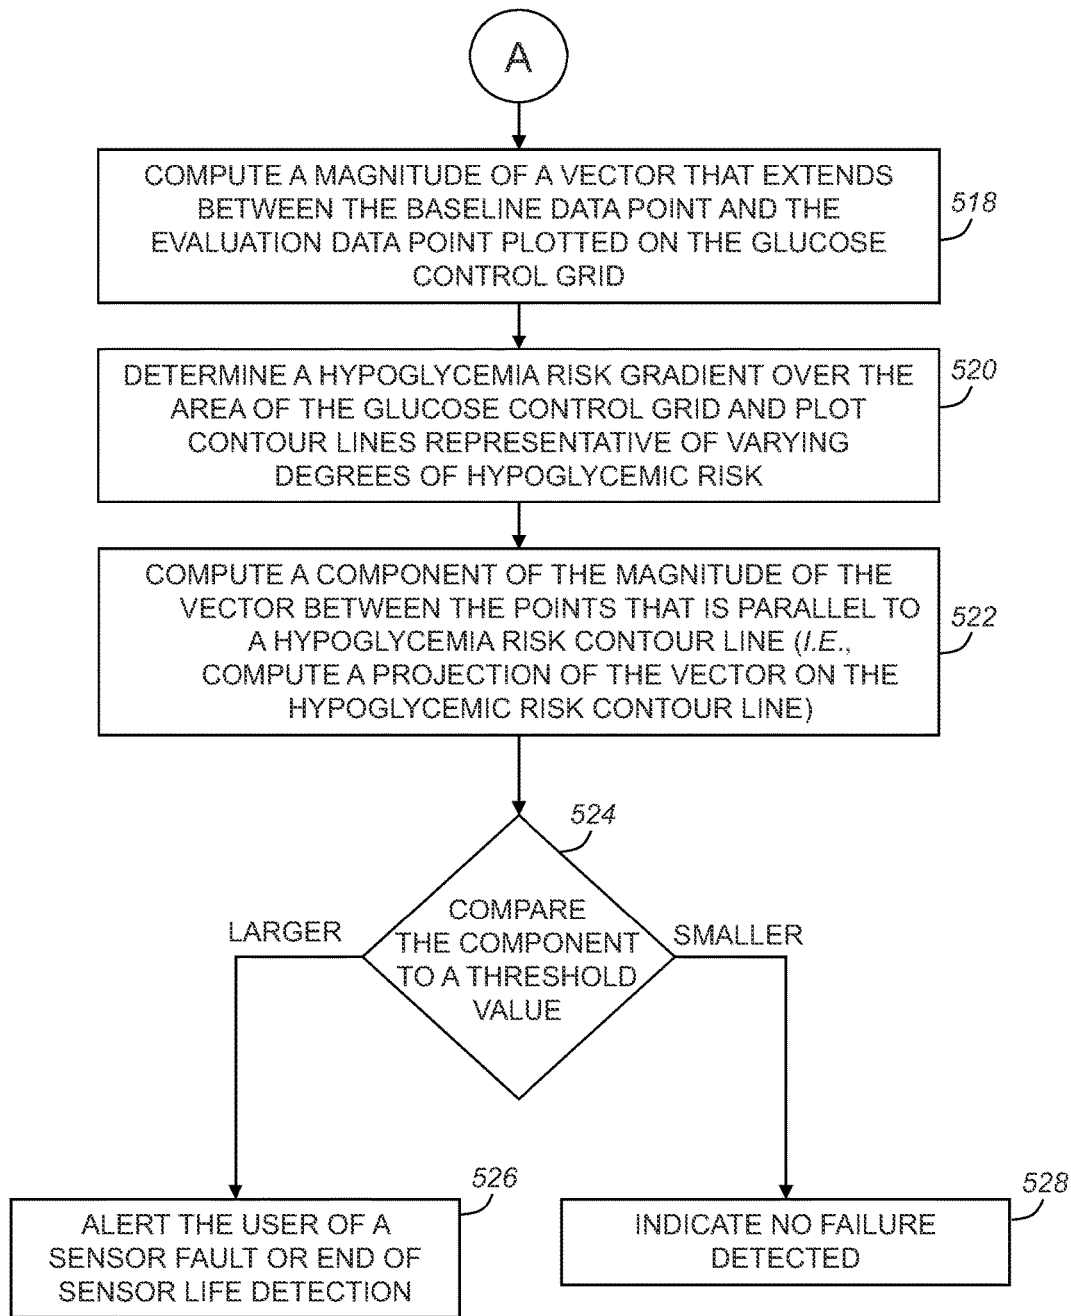 A
COMPUTE A MAGNITUDE OF A VECTOR THAT EXTENDS
BETWEEN THE BASELINE DATA POINT AND THE
EVALUATION DATA POINT PLOTTED ON THE GLUCOSE
CONTROL GRID
518
DETERMINE A HYPOGLYCEMIA RISK GRADIENT OVER THE
AREA OF THE GLUCOSE CONTROL GRID AND PLOT
CONTOUR LINES REPRESENTATIVE OF VARYING
DEGREES OF HYPOGLYCEMIC RISK
520
COMPUTE A COMPONENT OF THE MAGNITUDE OF THE
VECTOR BETWEEN THE POINTS THAT IS PARALLEL TO
A HYPOGLYCEMIA RISK CONTOUR LINE (I.E.,
COMPUTE A PROJECTION OF THE VECTOR ON THE
HYPOGLYCEMIC RISK CONTOUR LINE)
522
524
COMPARE
THE COMPONENT
TO A THRESHOLD
VALUE
LARGER
SMALLER
526
ALERT THE USER OF A
SENSOR FAULT OR END OF
SENSOR LIFE DETECTION
528
INDICATE NO FAILURE
DETECTED